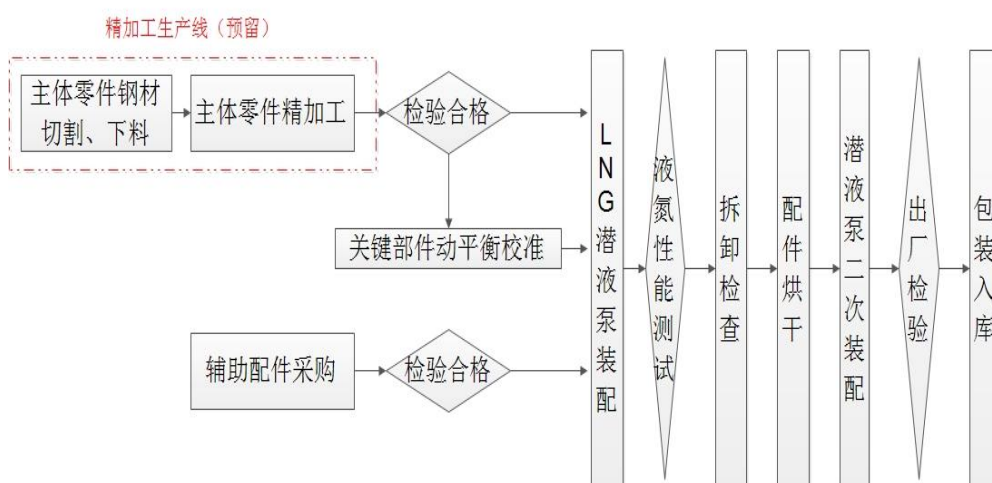 精加工生产线（预留）
主体零件钢材
切割、下料
主体零件精加工
检验合格
关键部件动平衡校准
辅助配件采购
检验合格
LNG潜液泵装配
液氮性能测试
拆卸检查
配件烘干
潜液泵二次装配
出厂检验
包装入库